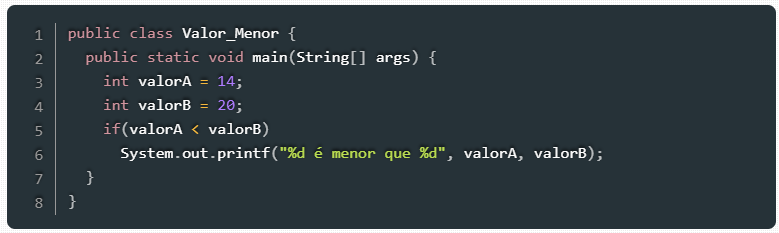 1 public class Valor_Menor {
2   public static void main(String[] args) {
3     int valorA = 14;
4     int valorB = 20;
5     if(valorA < valorB)
6       System.out.printf("%d é menor que %d", valorA, valorB);
7   }
8 }